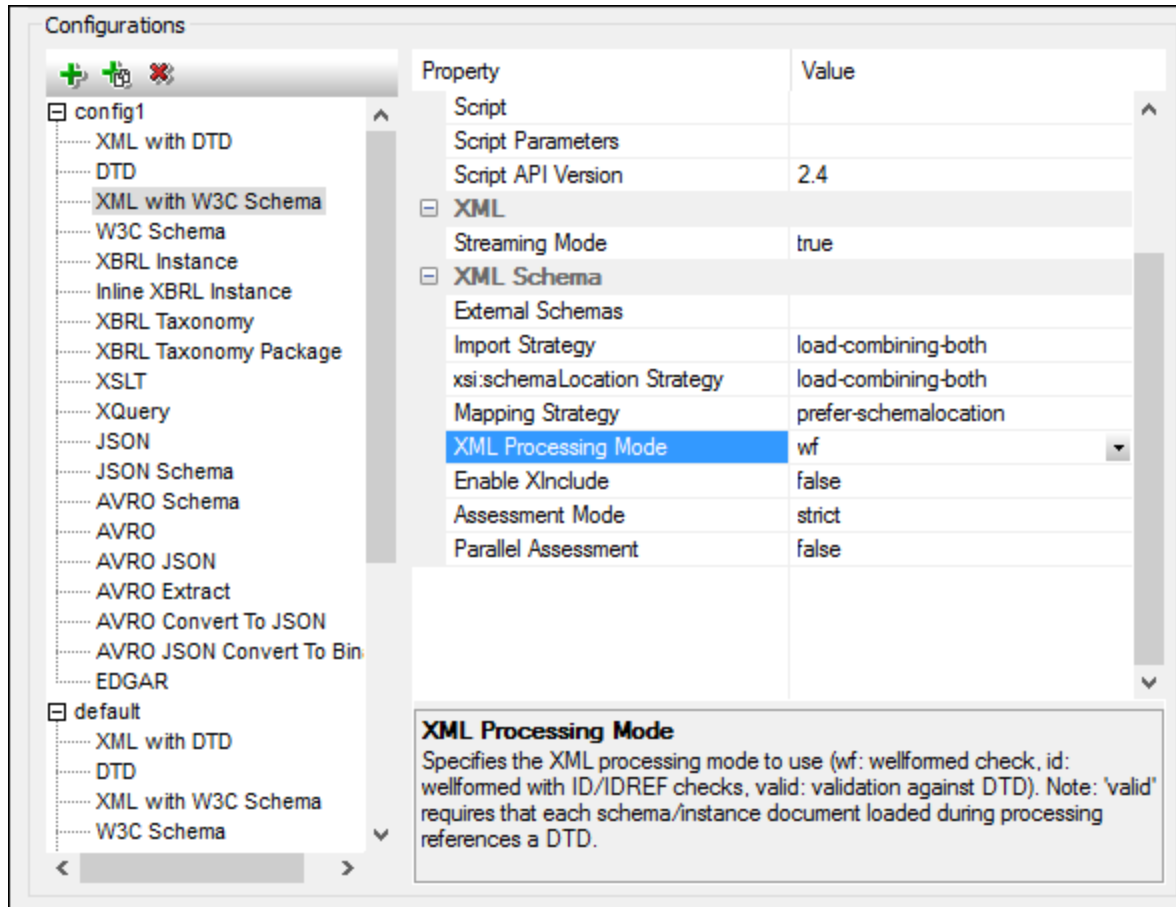 Configurations
config1
XML with DTD
DTD
XML with W3C Schema
W3C Schema
XBRL Instance
Inline XBRL Instance
XBRL Taxonomy
XBRL Taxonomy Package
XSLT
XQuery
JSON
JSON Schema
AVRO Schema
AVRO
AVRO JSON
AVRO Extract
AVRO Convert To JSON
AVRO JSON Convert To Bin
EDGAR
default
XML with DTD
DTD
XML with W3C Schema
W3C Schema
Property Value
Script
Script Parameters
Script API Version 2.4
XML
Streaming Mode true
XML Schema
External Schemas
Import Strategy load-combining-both
xsi:schemaLocation Strategy load-combining-both
Mapping Strategy prefer-schemalocation
XML Processing Mode wf
Enable XInclude false
Assessment Mode strict
Parallel Assessment false
XML Processing Mode
Specifies the XML processing mode to use (wf: wellformed check, id:
wellformed with ID/IDREF checks, valid: validation against DTD). Note: 'valid'
requires that each schema/instance document loaded during processing
references a DTD.